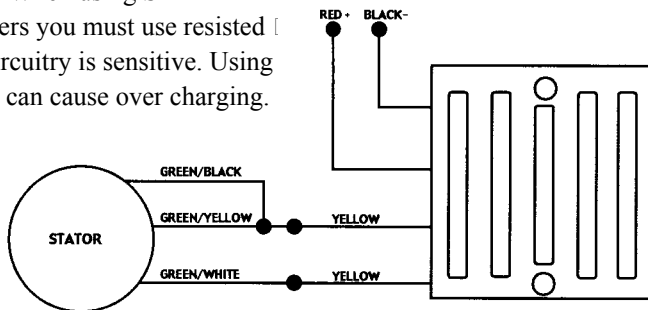 ers you must use resisted
rcuitry is sensitive. Using
can cause over charging.
RED + BLACK-
GREEN/BLACK
GREEN/YELLOW
YELLOW
STATOR
GREEN/WHITE
YELLOW